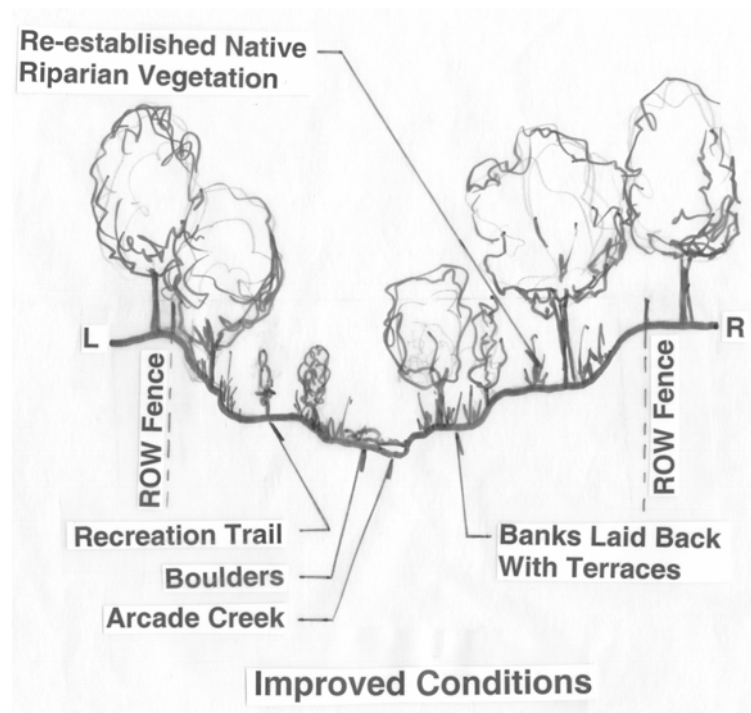 Re-established Native
Riparian Vegetation
L
R
ROW Fence
ROW Fence
Recreation Trail
Boulders
Arcade Creek
Banks Laid Back
With Terraces
Improved Conditions